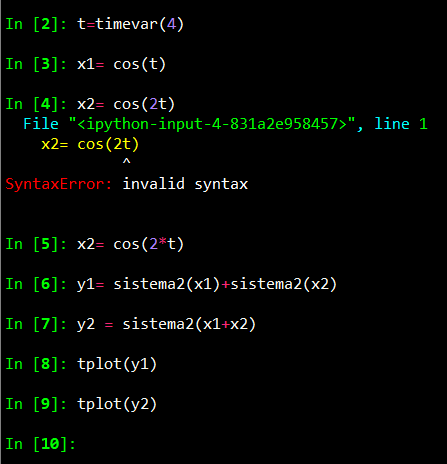 In [2]: t=timevar(4)
In [3]: x1= cos(t)
In [4]: x2= cos(2t)
File "<ipython-input-4-831a2e958457>", line 1
x2= cos(2t)
^
SyntaxError: invalid syntax
In [5]: x2= cos(2*t)
In [6]: y1= sistema2(x1)+sistema2(x2)
In [7]: y2 = sistema2(x1+x2)
In [8]: tplot(y1)
In [9]: tplot(y2)
In [10]: